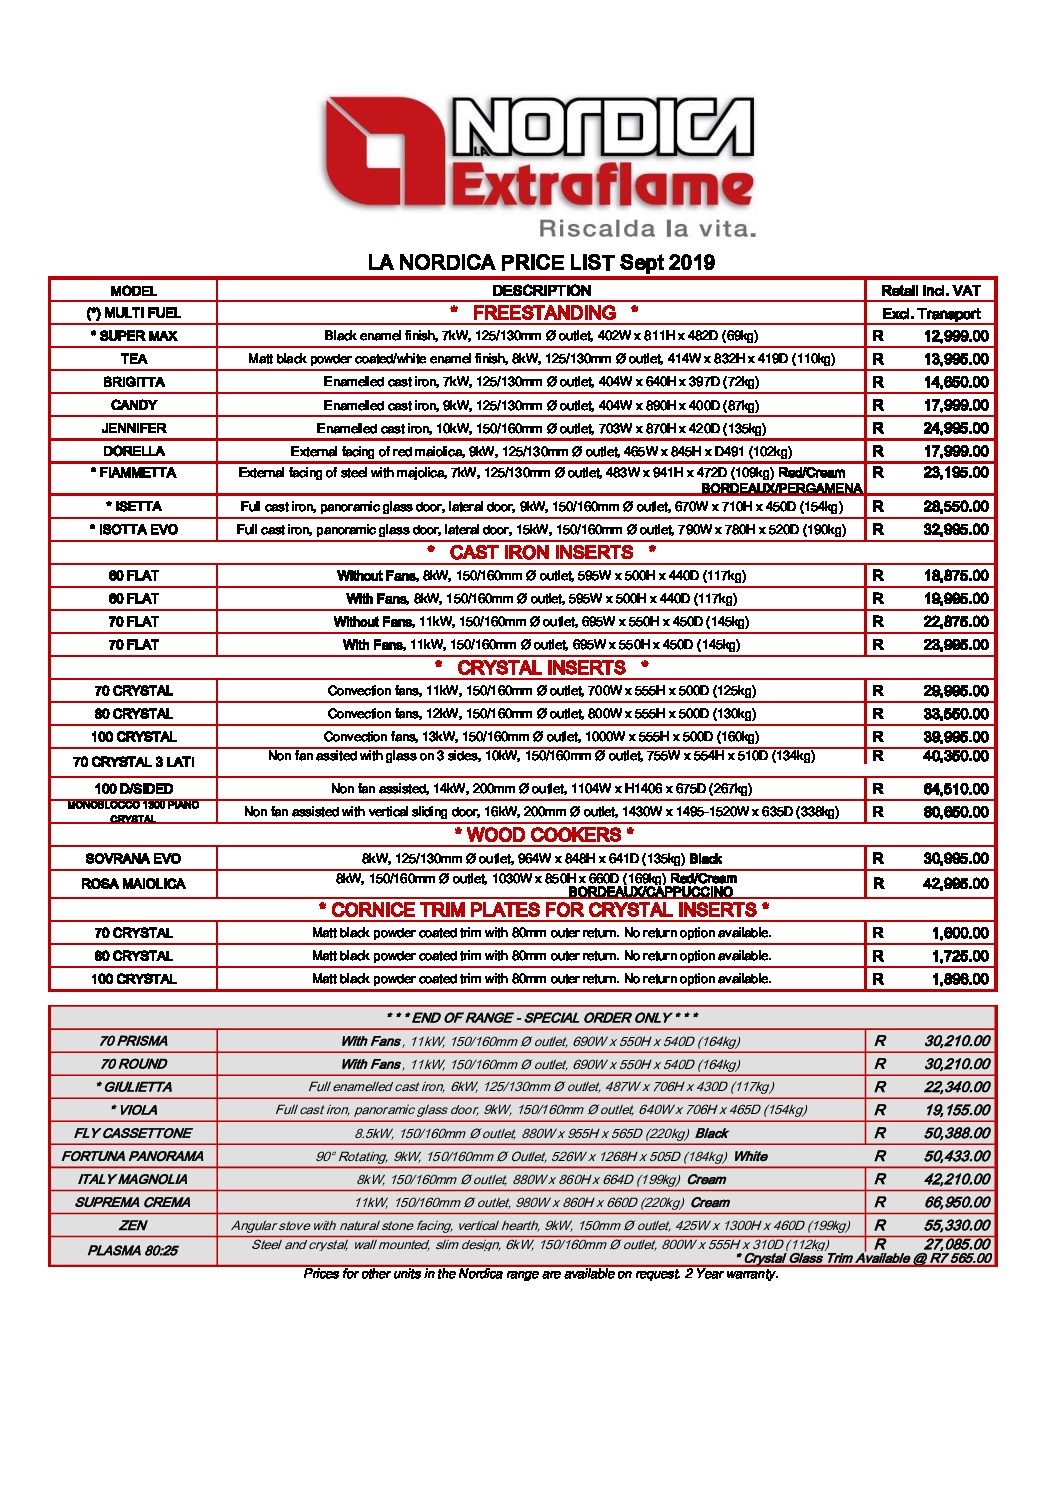 NORDICA
LA
Extraflame
Riscalda la vita.
LA NORDICA PRICE LIST Sept 2019
MODEL DESCRIPTION Retail Incl. VAT
(*) MULTI FUEL * FREESTANDING * Excl. Transport
* SUPER MAX Black enamel finish, 7kW, 125/130mm Ø outlet, 402W x 811H x 482D (69kg) R 12,999.00
TEA Matt black powder coated/white enamel finish, 8kW, 125/130mm Ø outlet, 414W x 832H x 419D (110kg) R 13,995.00
BRIGITTA Enamelled cast iron, 7kW, 125/130mm Ø outlet, 404W x 640H x 397D (72kg) R 14,650.00
CANDY Enamelled cast iron, 9kW, 125/130mm Ø outlet, 404W x 890H x 400D (87kg) R 17,999.00
JENNIFER Enamelled cast iron, 10kW, 150/160mm Ø outlet, 703W x 870H x 420D (135kg) R 24,995.00
DORELLA External facing of red maiolica, 9kW, 125/130mm Ø outlet, 465W x 845H x D491 (102kg) R 17,999.00
* FIAMMETTA External facing of steel with majolica, 7kW, 125/130mm Ø outlet, 483W x 941H x 472D (109kg) Red/Cream R 23,195.00
BORDEAUX/PERGAMENA
* ISETTA Full cast iron, panoramic glass door, lateral door, 9kW, 150/160mm Ø outlet, 670W x 710H x 450D (154kg) R 28,550.00
* ISOTTA EVO Full cast iron, panoramic glass door, lateral door, 15kW, 150/160mm Ø outlet, 790W x 780H x 520D (190kg) R 32,995.00
* CAST IRON INSERTS *
60 FLAT Without Fans, 8kW, 150/160mm Ø outlet, 595W x 500H x 440D (117kg) R 18,875.00
60 FLAT With Fans, 8kW, 150/160mm Ø outlet, 595W x 500H x 440D (117kg) R 19,995.00
70 FLAT Without Fans, 11kW, 150/160mm Ø outlet, 695W x 550H x 450D (145kg) R 22,875.00
70 FLAT With Fans, 11kW, 150/160mm Ø outlet, 695W x 550H x 450D (145kg) R 23,995.00
* CRYSTAL INSERTS *
70 CRYSTAL Convection fans, 11kW, 150/160mm Ø outlet, 700W x 555H x 500D (125kg) R 29,995.00
80 CRYSTAL Convection fans, 12kW, 150/160mm Ø outlet, 800W x 555H x 500D (130kg) R 33,550.00
100 CRYSTAL Convection fans, 13kW, 150/160mm Ø outlet, 1000W x 555H x 500D (160kg) R 39,995.00
70 CRYSTAL 3 LATI Non fan assited with glass on 3 sides, 10kW, 150/160mm Ø outlet, 755W x 554H x 510D (134kg) R 40,350.00
100 D/SIDED Non fan assisted, 14kW, 200mm Ø outlet, 1104W x H1406 x 675D (267kg) R 64,510.00
MONOBLOCCO 1300 PIANO
CRYSTAL Non fan assisted with vertical sliding door, 16kW, 200mm Ø outlet, 1430W x 1495-1520W x 635D (338kg) R 80,650.00
* WOOD COOKERS *
SOVRANA EVO 8kW, 125/130mm Ø outlet, 964W x 848H x 641D (135kg) Black R 30,995.00
ROSA MAIOLICA 8kW, 150/160mm Ø outlet, 1030W x 850H x 660D (169kg) Red/Cream R 42,995.00
BORDEAUX/CAPPUCCINO
* CORNICE TRIM PLATES FOR CRYSTAL INSERTS *
70 CRYSTAL Matt black powder coated trim with 80mm outer return. No return option available. R 1,600.00
80 CRYSTAL Matt black powder coated trim with 80mm outer return. No return option available. R 1,725.00
100 CRYSTAL Matt black powder coated trim with 80mm outer return. No return option available. R 1,898.00
* * * END OF RANGE - SPECIAL ORDER ONLY * * *
70 PRISMA With Fans, 11kW, 150/160mm Ø outlet, 690W x 550H x 540D (164kg) R 30,210.00
70 ROUND With Fans, 11kW, 150/160mm Ø outlet, 690W x 550H x 540D (164kg) R 30,210.00
* GIULIETTA Full enamelled cast iron, 6kW, 125/130mm Ø outlet, 487W x 706H x 430D (117kg) R 22,340.00
* VIOLA Full cast iron, panoramic glass door, 9kW, 150/160mm Ø outlet, 640W x 706H x 465D (154kg) R 19,155.00
FLY CASSETTONE 8.5kW, 150/160mm Ø outlet, 880W x 955H x 565D (220kg) Black R 50,388.00
FORTUNA PANORAMA 90° Rotating, 9kW, 150/160mm Ø Outlet, 526W x 1268H x 505D (184kg) White R 50,433.00
ITALY MAGNOLIA 8kW, 150/160mm Ø outlet, 880W x 860H x 664D (199kg) Cream R 42,210.00
SUPREMA CREMA 11kW, 150/160mm Ø outlet, 980W x 860H x 660D (220kg) Cream R 66,950.00
ZEN Angular stove with natural stone facing, vertical hearth, 9kW, 150mm Ø outlet, 425W x 1300H x 460D (199kg) R 55,330.00
PLASMA 80:25 Steel and crystal, wall mounted, slim design, 6kW, 150/160mm Ø outlet, 800W x 555H x 310D (112kg) R 27,085.00
* Crystal Glass Trim Available @ R7 565.00
Prices for other units in the Nordica range are available on request. 2 Year warranty.